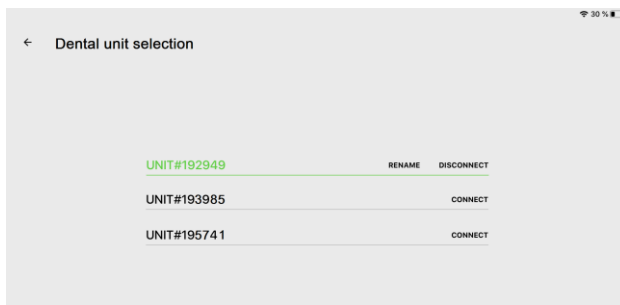 30 %
← Dental unit selection
UNIT#192949 RENAME DISCONNECT
UNIT#193985 CONNECT
UNIT#195741 CONNECT